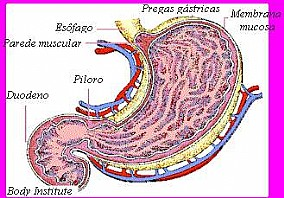 Pregas gástricas
Esófago
Membrana
mucosa
Parede muscular
Piloro
Duodeno
Body Institute